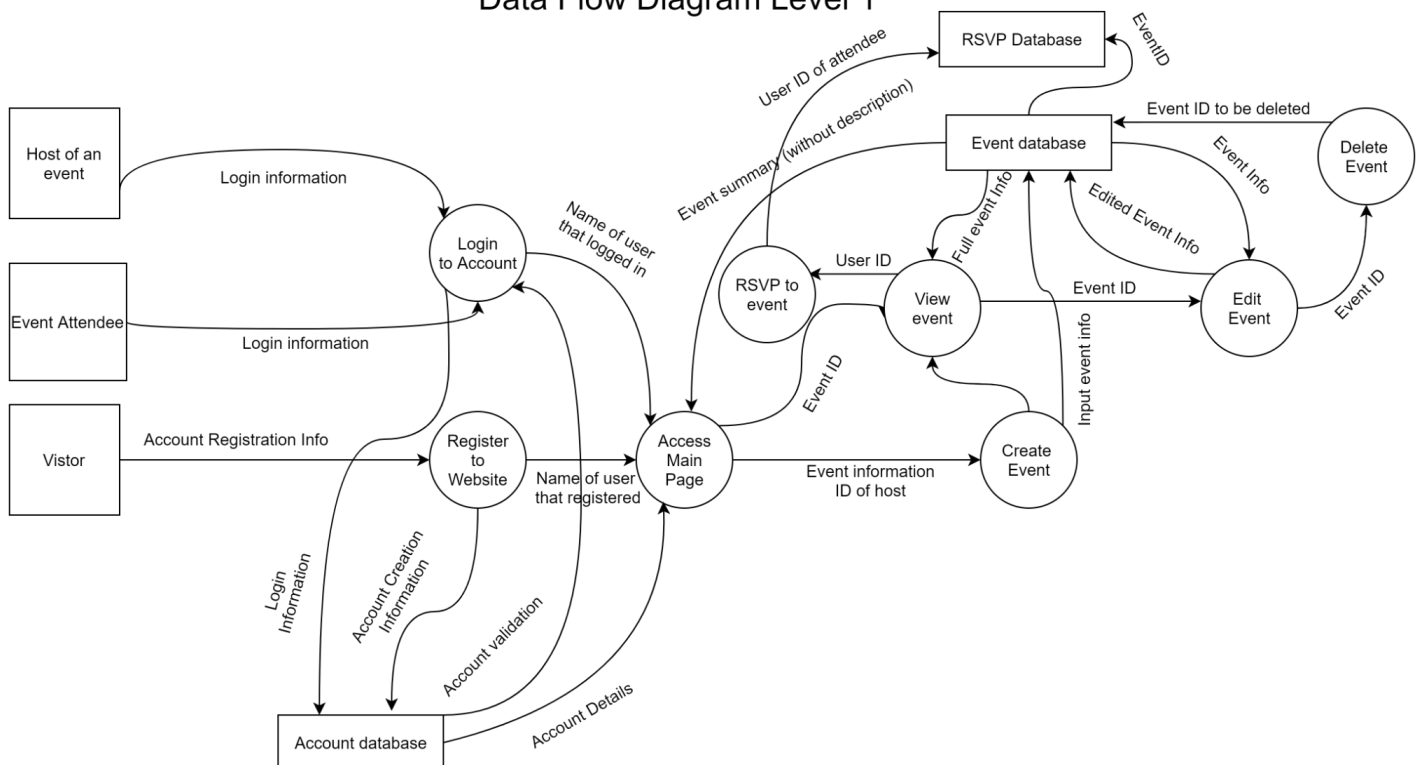 Data Flow Diagram Level 1
RSVP Database
EventID
User ID of attendee
Event summary (without description)
Event database
Event ID to be deleted
Delete
Event
Host of an
event
Login information
Login
to Account
Name of user
that logged in
Full event Info
Edited Event Info
Event Info
Event Attendee
Login information
RSVP to
event
User ID
View
event
Event ID
Edit
Event
Event ID
Event ID
Input event info
Vistor
Account Registration Info
Register
to
Website
Name of user
that registered
Access
Main
Page
Event information
ID of host
Create
Event
Login
Information
Account Creation
Information
Account validation
Account Details
Account database